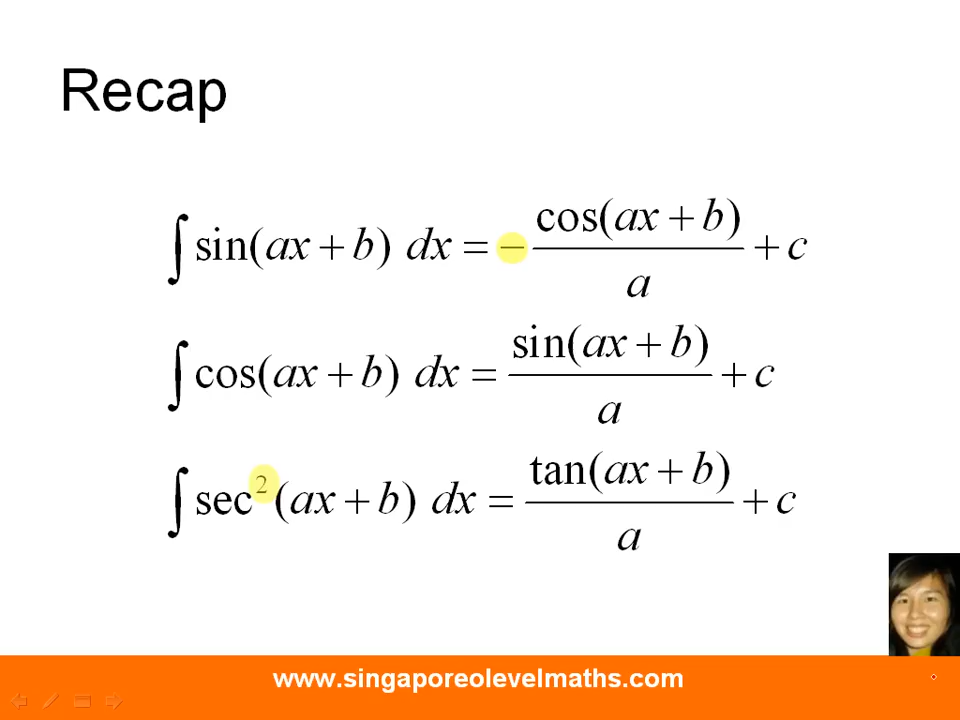 Recap
∫ sin(ax + b) dx = − cos(ax + b) / a + c
∫ cos(ax + b) dx = sin(ax + b) / a + c
∫ sec²(ax + b) dx = tan(ax + b) / a + c
www.singaporeolevelmaths.com